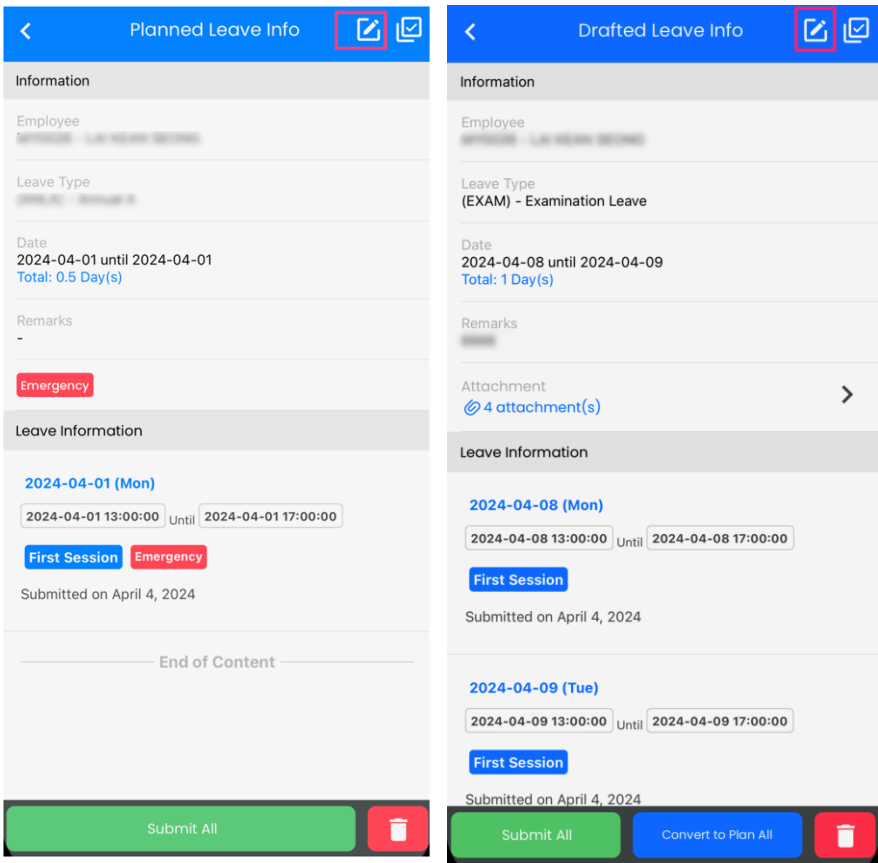 Planned Leave Info
Information
Employee
Leave Type
Date
2024-04-01 until 2024-04-01
Total: 0.5 Day(s)
Remarks
-
Emergency
Leave Information
2024-04-01 (Mon)
2024-04-01 13:00:00 Until 2024-04-01 17:00:00
First Session Emergency
Submitted on April 4, 2024
End of Content
Submit All
Drafted Leave Info
Information
Employee
Leave Type
(EXAM) - Examination Leave
Date
2024-04-08 until 2024-04-09
Total: 1 Day(s)
Remarks
Attachment
4 attachment(s)
Leave Information
2024-04-08 (Mon)
2024-04-08 13:00:00 Until 2024-04-08 17:00:00
First Session
Submitted on April 4, 2024
2024-04-09 (Tue)
2024-04-09 13:00:00 Until 2024-04-09 17:00:00
First Session
Submitted on April 4, 2024
Submit All Convert to Plan All